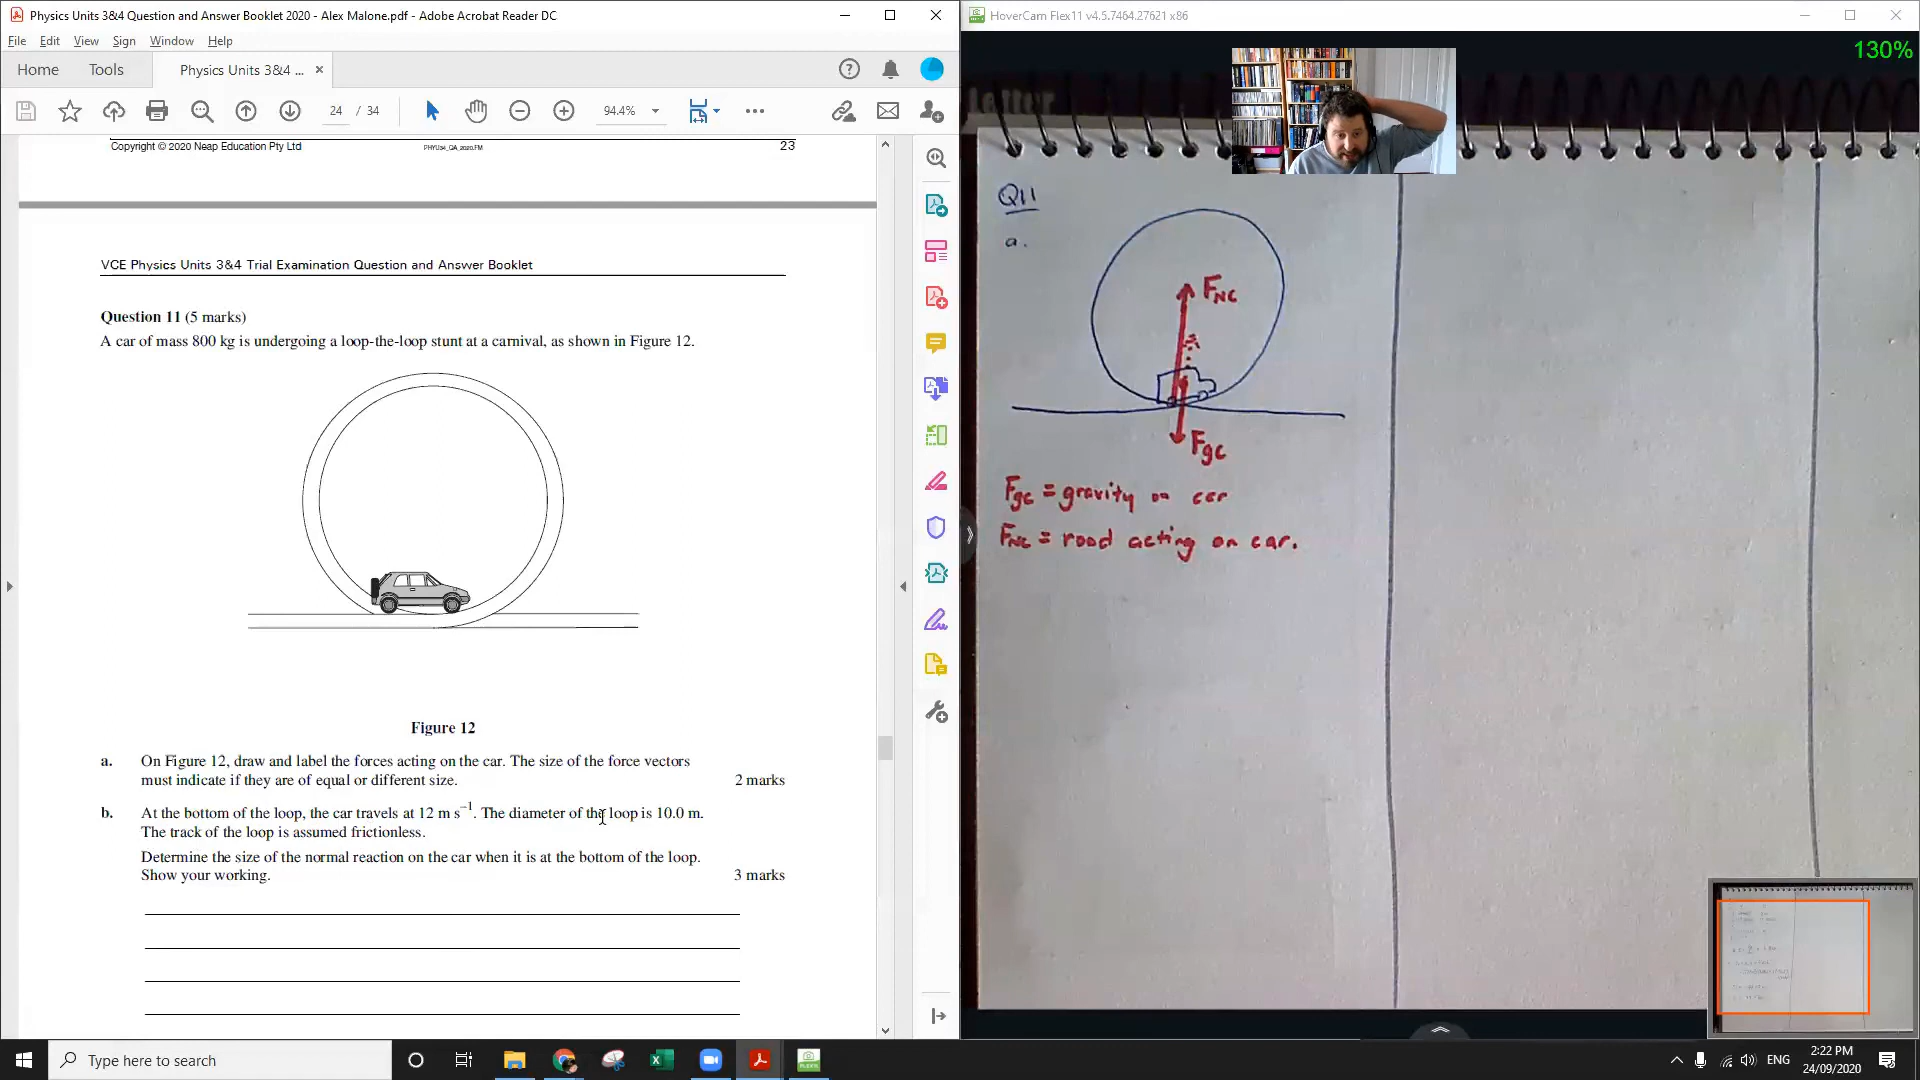 Physics Units 3&4 Question and Answer Booklet 2020 - Alex Malone.pdf - Adobe Acrobat Reader DC
File Edit View Sign Window Help
Home Tools Physics Units 3&4 ...
24 / 34 94.4%
Copyright © 2020 Neap Education Pty Ltd PHYU34_QA_2020.FM 23
VCE Physics Units 3&4 Trial Examination Question and Answer Booklet
Question 11 (5 marks)
A car of mass 800 kg is undergoing a loop-the-loop stunt at a carnival, as shown in Figure 12.
Figure 12
a. On Figure 12, draw and label the forces acting on the car. The size of the force vectors
must indicate if they are of equal or different size. 2 marks
b. At the bottom of the loop, the car travels at 12 m s⁻¹. The diameter of the loop is 10.0 m.
The track of the loop is assumed frictionless.
Determine the size of the normal reaction on the car when it is at the bottom of the loop.
Show your working. 3 marks
HoverCam Flex11 v4.5.7464.27621 x86
130%
Letter
Q11
a.
FNC
Fgc
Fgc = gravity on car
FNC = road acting on car.
Type here to search
ENG
2:22 PM
24/09/2020